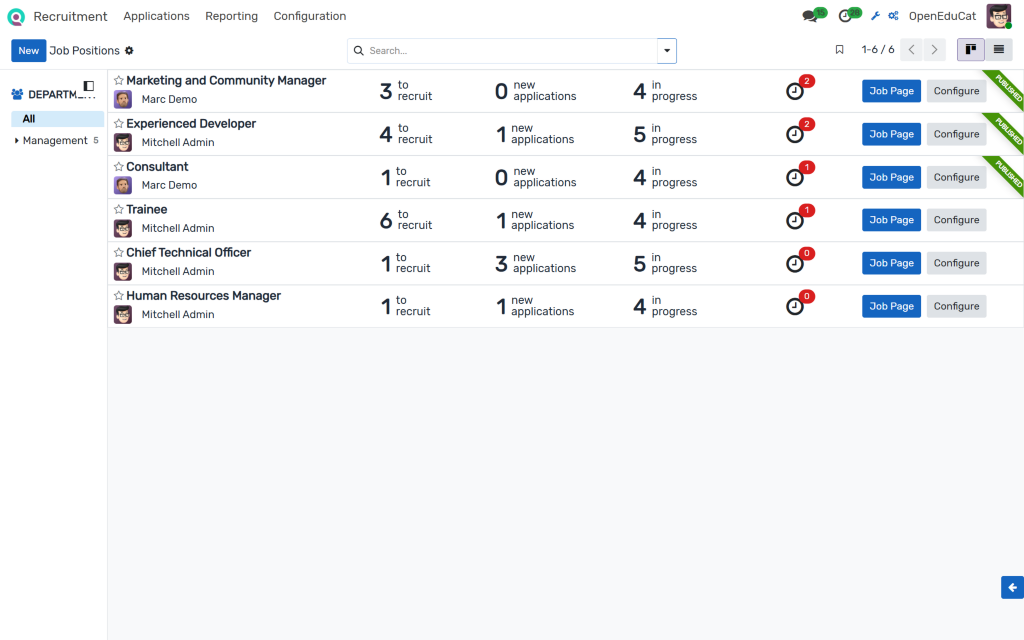 Recruitment Applications Reporting Configuration 15 28 OpenEduCat
New Job Positions Search... 1-6 / 6
All
Management 5
Marketing and Community Manager
Marc Demo
3 to recruit 0 new applications 4 in progress 2 Job Page Configure PUBLISHED
Experienced Developer
Mitchell Admin
4 to recruit 1 new applications 5 in progress 2 Job Page Configure PUBLISHED
Consultant
Marc Demo
1 to recruit 0 new applications 4 in progress 1 Job Page Configure PUBLISHED
Trainee
Mitchell Admin
6 to recruit 1 new applications 4 in progress 1 Job Page Configure
Chief Technical Officer
Mitchell Admin
1 to recruit 3 new applications 5 in progress 0 Job Page Configure
Human Resources Manager
Mitchell Admin
1 to recruit 1 new applications 4 in progress 0 Job Page Configure